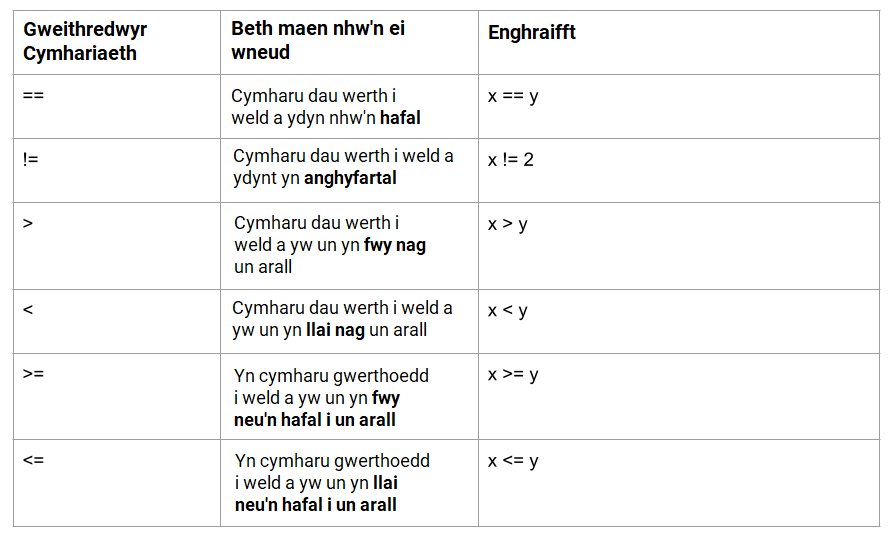 Gweithredwyr
Cymhariaeth
Beth maen nhw'n ei
wneud
Enghraifft
==
Cymharu dau werth i
weld a ydyn nhw'n hafal
x == y
!=
Cymharu dau werth i weld a
ydynt yn anghyfartal
x != 2
>
Cymharu dau werth i
weld a yw un yn fwy nag
un arall
x > y
<
Cymharu dau werth i weld a
yw un yn llai nag un arall
x < y
>=
Yn cymharu gwerthoedd
i weld a yw un yn fwy
neu'n hafal i un arall
x >= y
<=
Yn cymharu gwerthoedd
i weld a yw un yn llai
neu'n hafal i un arall
x <= y